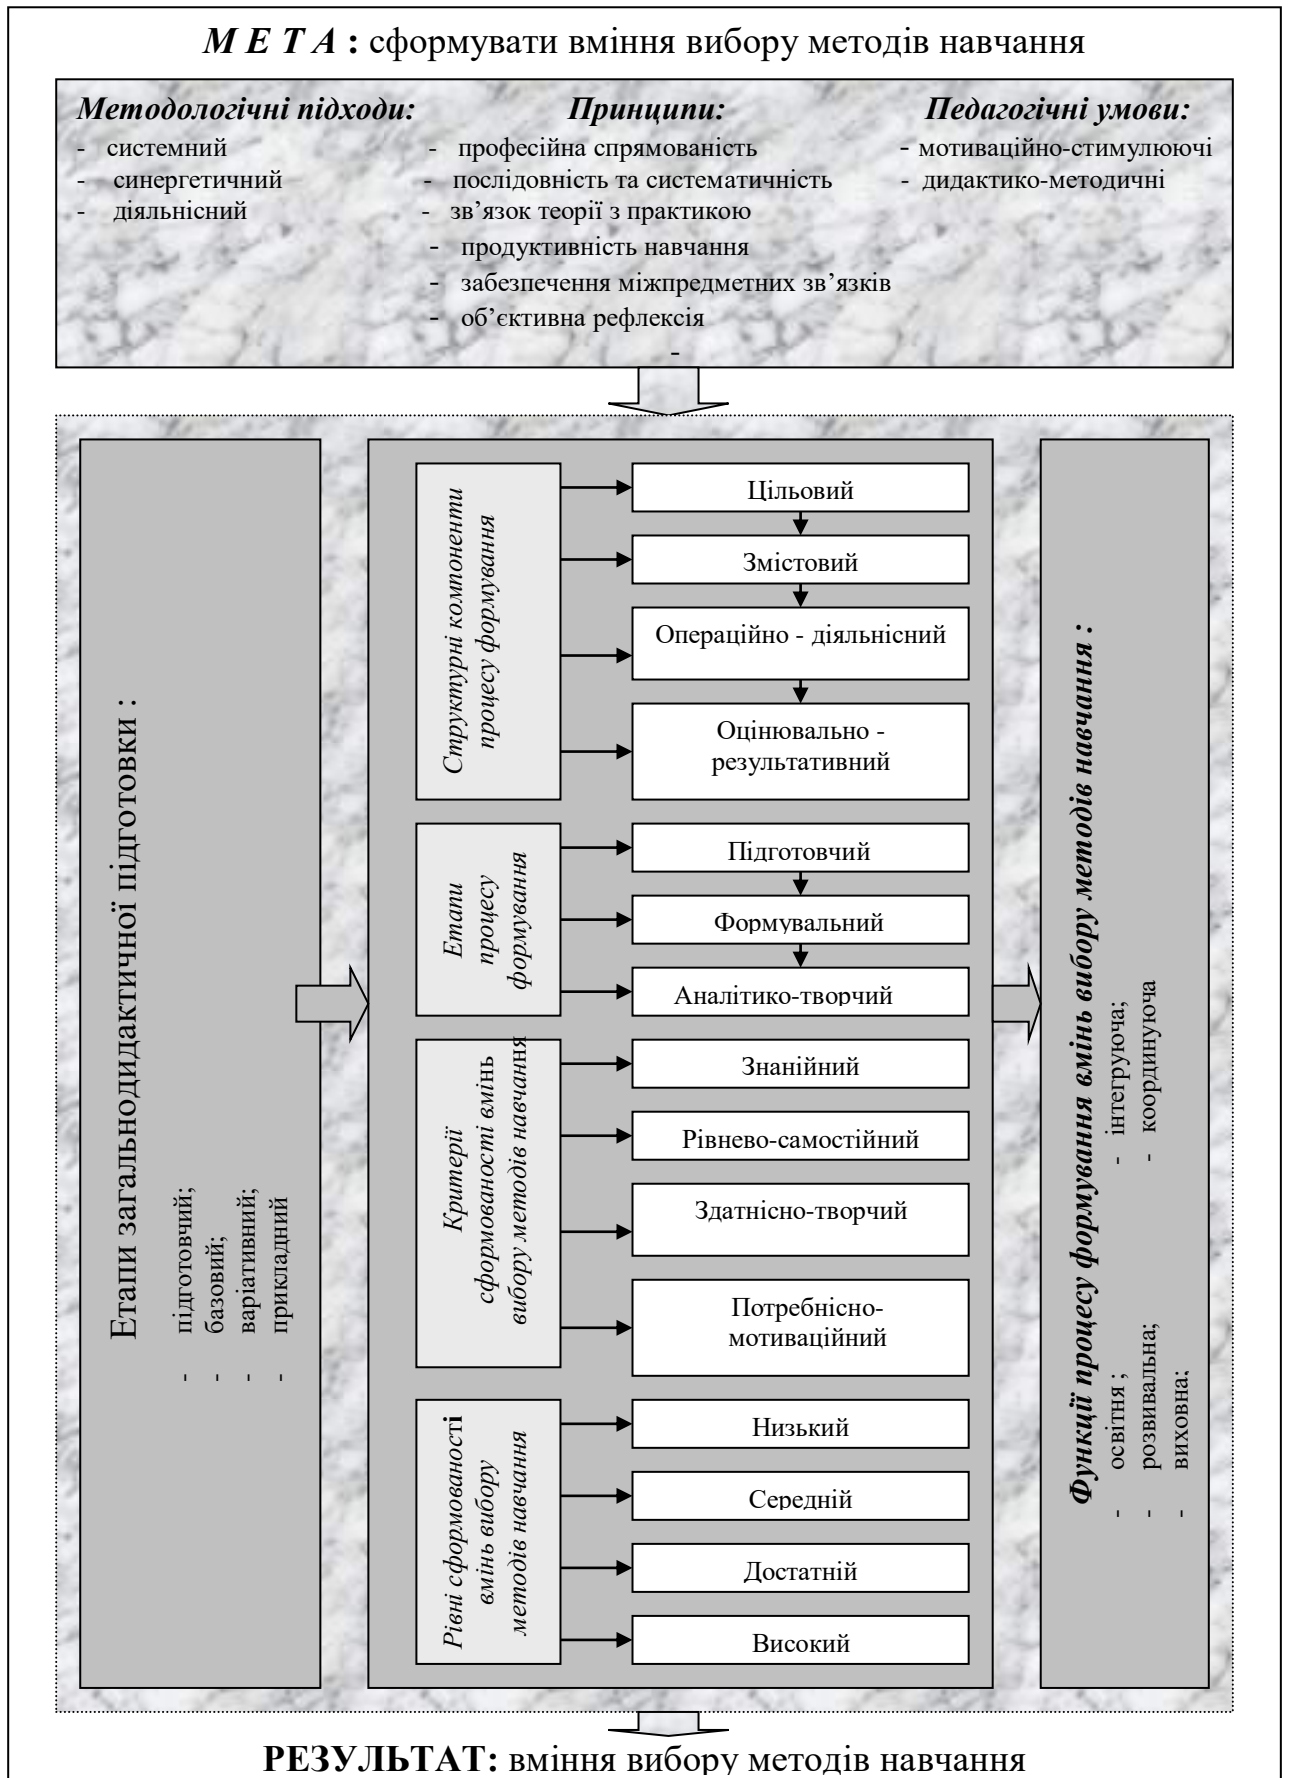 М Е Т А : сформувати вміння вибору методів навчання
Методологічні підходи:
- системний
- синергетичний
- діяльнісний
Принципи:
- професійна спрямованість
- послідовність та систематичність
- зв’язок теорії з практикою
- продуктивність навчання
- забезпечення міжпредметних зв’язків
- об’єктивна рефлексія
-
Педагогічні умови:
- мотиваційно-стимулюючі
- дидактико-методичні
Етапи загальнодидактичної підготовки :
- підготовчий;
- базовий;
- варіативний;
- прикладний
Структурні компоненти
процесу формування
Цільовий
Змістовий
Операційно - діяльнісний
Оцінювально -
результативний
Етапи
процесу
формування
Підготовчий
Формувальний
Аналітико-творчий
Критерії
сформованості вмінь
вибору методів навчання
Знанійний
Рівнево-самостійний
Здатнісно-творчий
Потребнісно-
мотиваційний
Рівні сформованості
вмінь вибору
методів навчання
Низький
Середній
Достатній
Високий
Функції процесу формування вмінь вибору методів навчання :
- освітня ;
- розвивальна;
- виховна;
- інтегруюча;
- координуюча
РЕЗУЛЬТАТ: вміння вибору методів навчання